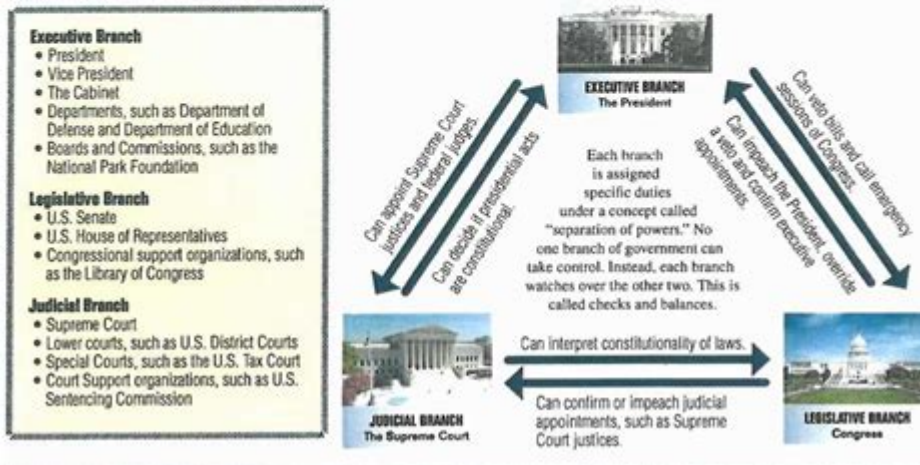 Executive Branch
• President
• Vice President
• The Cabinet
• Departments, such as Department of
Defense and Department of Education
• Boards and Commissions, such as the
National Park Foundation
Legislative Branch
• U.S. Senate
• U.S. House of Representatives
• Congressional support organizations, such
as the Library of Congress
Judicial Branch
• Supreme Court
• Lower courts, such as U.S. District Courts
• Special Courts, such as the U.S. Tax Court
• Court Support organizations, such as U.S.
Sentencing Commission
EXECUTIVE BRANCH
The President
Can appoint Supreme Court
justices and federal judges.
Can decide if presidential acts
are constitutional.
Each branch
is assigned
specific duties
under a concept called
"separation of powers." No
one branch of government can
take control. Instead, each branch
watches over the other two. This is
called checks and balances.
Can veto bills and call emergency
sessions of Congress.
Can impeach the President, override
a veto and confirm executive
appointments.
JUDICIAL BRANCH
The Supreme Court
Can interpret constitutionality of laws.
Can confirm or impeach judicial
appointments, such as Supreme
Court justices.
LEGISLATIVE BRANCH
Congress